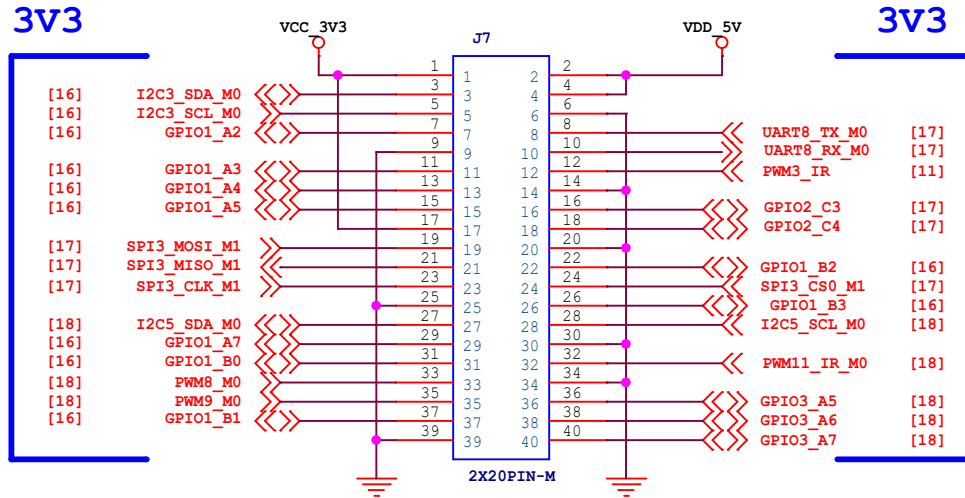 3V3 3V3
VCC_3V3 VDD_5V
J7
1 1 2 2
[16] I2C3_SDA_M0 3 3 4 4
[16] I2C3_SCL_M0 5 5 6 6
[16] GPIO1_A2 7 7 8 8 UART8_TX_M0 [17]
9 9 10 10 UART8_RX_M0 [17]
[16] GPIO1_A3 11 11 12 12 PWM3_IR [11]
[16] GPIO1_A4 13 13 14 14
[16] GPIO1_A5 15 15 16 16 GPIO2_C3 [17]
17 17 18 18 GPIO2_C4 [17]
[17] SPI3_MOSI_M1 19 19 20 20
[17] SPI3_MISO_M1 21 21 22 22 GPIO1_B2 [16]
[17] SPI3_CLK_M1 23 23 24 24 SPI3_CS0_M1 [17]
25 25 26 26 GPIO1_B3 [16]
[18] I2C5_SDA_M0 27 27 28 28 I2C5_SCL_M0 [18]
[16] GPIO1_A7 29 29 30 30
[16] GPIO1_B0 31 31 32 32 PWM11_IR_M0 [18]
[18] PWM8_M0 33 33 34 34
[18] PWM9_M0 35 35 36 36 GPIO3_A5 [18]
[16] GPIO1_B1 37 37 38 38 GPIO3_A6 [18]
39 39 40 40 GPIO3_A7 [18]
2X20PIN-M